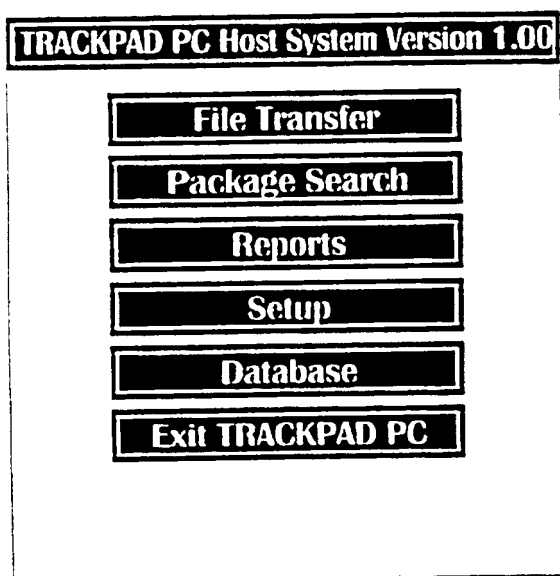 TRACKPAD PC Host System Version 1.00
File Transfer
Package Search
Reports
Setup
Database
Exit TRACKPAD PC